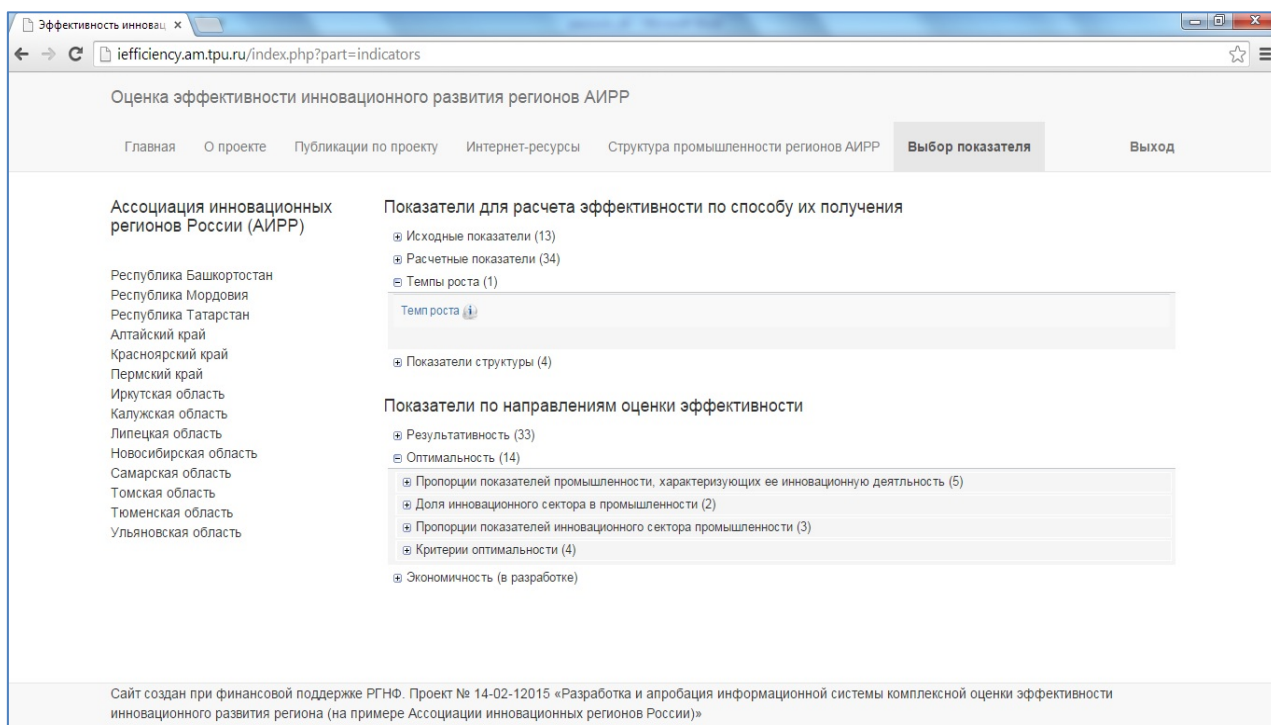 Эффективность инновац
iefficiency.am.tpu.ru/index.php?part=indicators
Оценка эффективности инновационного развития регионов АИРР
Главная О проекте Публикации по проекту Интернет-ресурсы Структура промышленности регионов АИРР Выбор показателя Выход
Ассоциация инновационных
регионов России (АИРР)
Республика Башкортостан
Республика Мордовия
Республика Татарстан
Алтайский край
Красноярский край
Пермский край
Иркутская область
Калужская область
Липецкая область
Новосибирская область
Самарская область
Томская область
Тюменская область
Ульяновская область
Показатели для расчета эффективности по способу их получения
Исходные показатели (13)
Расчетные показатели (34)
Темпы роста (1)
Темп роста
Показатели структуры (4)
Показатели по направлениям оценки эффективности
Результативность (33)
Оптимальность (14)
Пропорции показателей промышленности, характеризующих ее инновационную деятльность (5)
Доля инновационного сектора в промышленности (2)
Пропорции показателей инновационного сектора промышленности (3)
Критерии оптимальности (4)
Экономичность (в разработке)
Сайт создан при финансовой поддержке РГНФ. Проект № 14-02-12015 «Разработка и апробация информационной системы комплексной оценки эффективности
инновационного развития региона (на примере Ассоциации инновационных регионов России)»